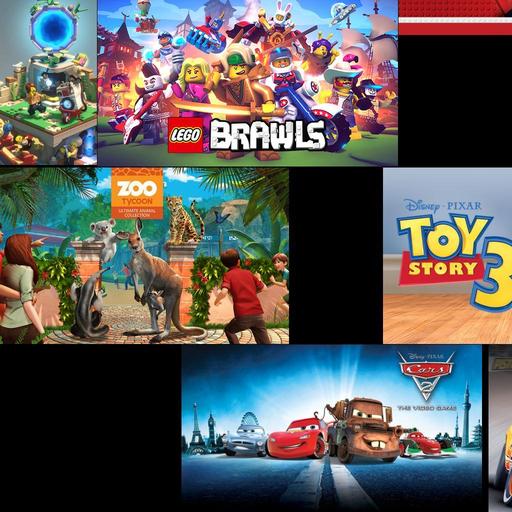 LEGO BRAWLS
ZOO
TYCOON
ULTIMATE ANIMAL
COLLECTION
Disney · PIXAR
TOY
STORY 3
Disney · PIXAR
Cars
2
THE VIDEO GAME